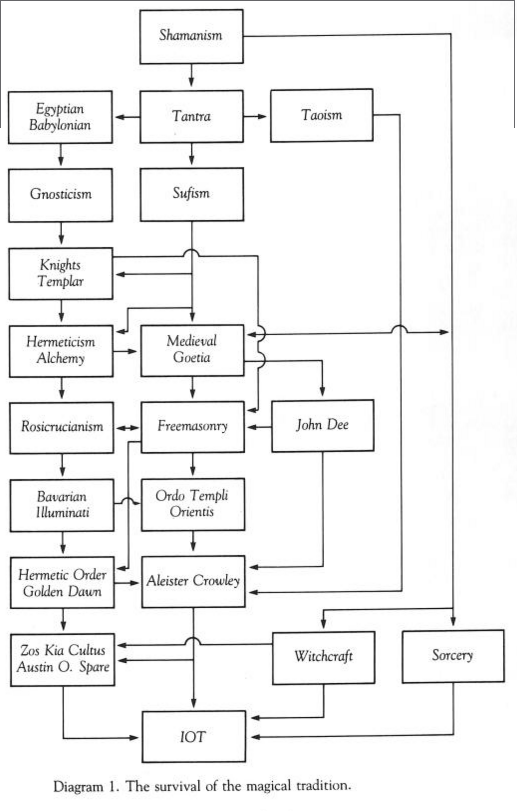 Shamanism
Egyptian
Babylonian
Tantra
Taoism
Gnosticism
Sufism
Knights
Templar
Hermeticism
Alchemy
Medieval
Goetia
Rosicrucianism
Freemasonry
John Dee
Bavarian
Illuminati
Ordo Templi
Orientis
Hermetic Order
Golden Dawn
Aleister Crowley
Zos Kia Cultus
Austin O. Spare
Witchcraft
Sorcery
IOT
Diagram 1. The survival of the magical tradition.